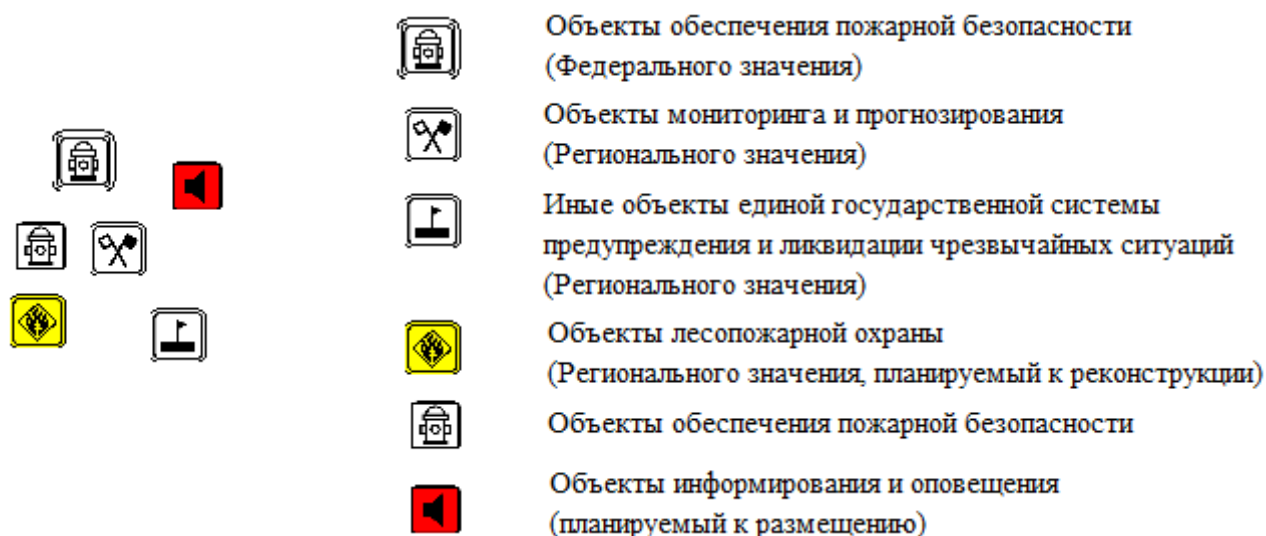 Объекты обеспечения пожарной безопасности
(Федерального значения)
Объекты мониторинга и прогнозирования
(Регионального значения)
Иные объекты единой государственной системы
предупреждения и ликвидации чрезвычайных ситуаций
(Регионального значения)
Объекты лесопожарной охраны
(Регионального значения, планируемый к реконструкции)
Объекты обеспечения пожарной безопасности
Объекты информирования и оповещения
(планируемый к размещению)